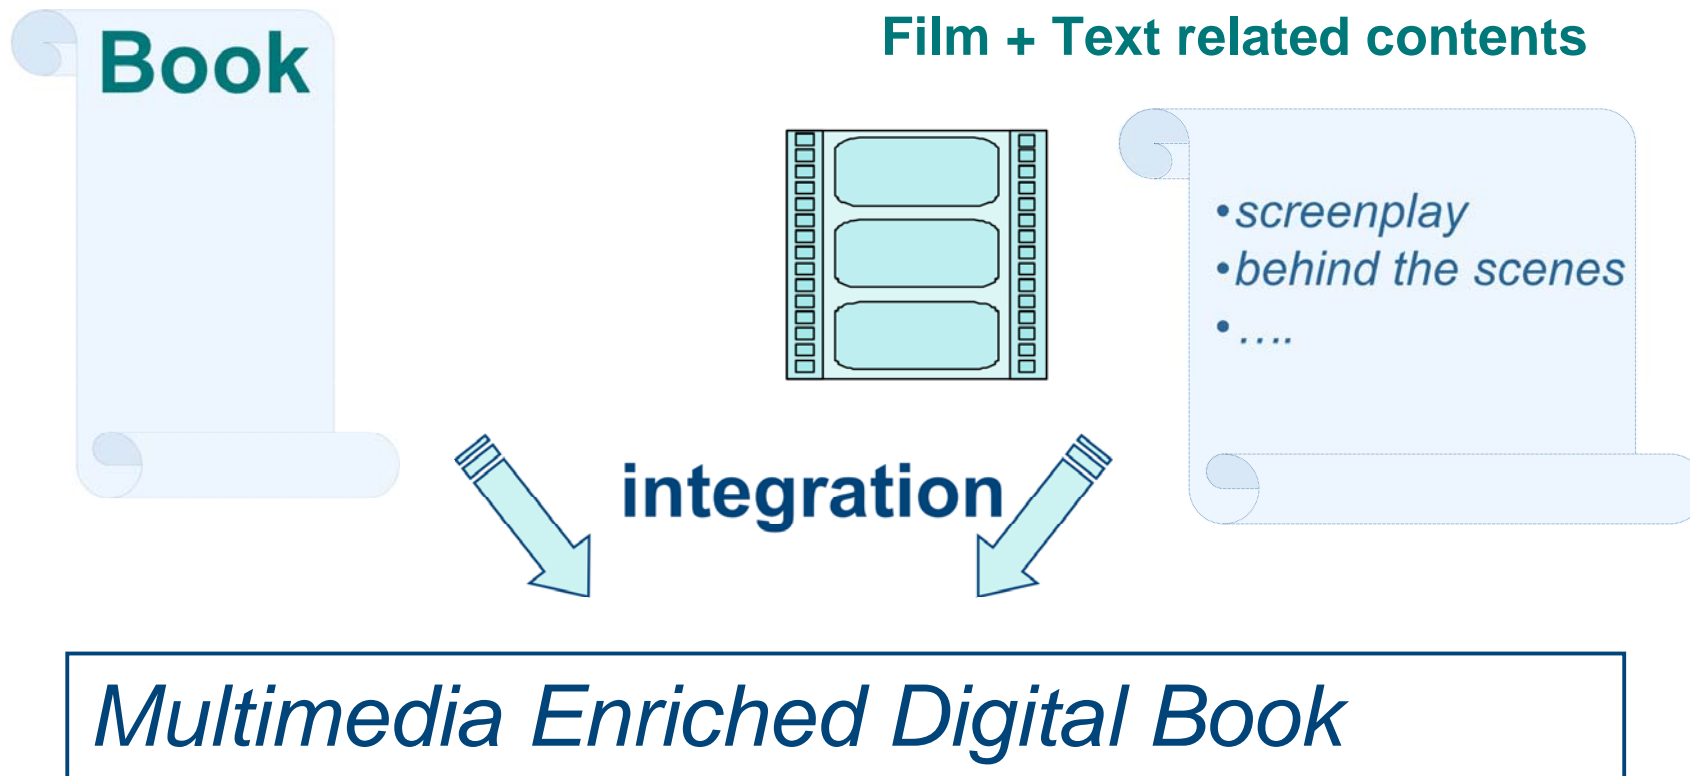 Book
Film + Text related contents
•screenplay
•behind the scenes
•….
integration
Multimedia Enriched Digital Book